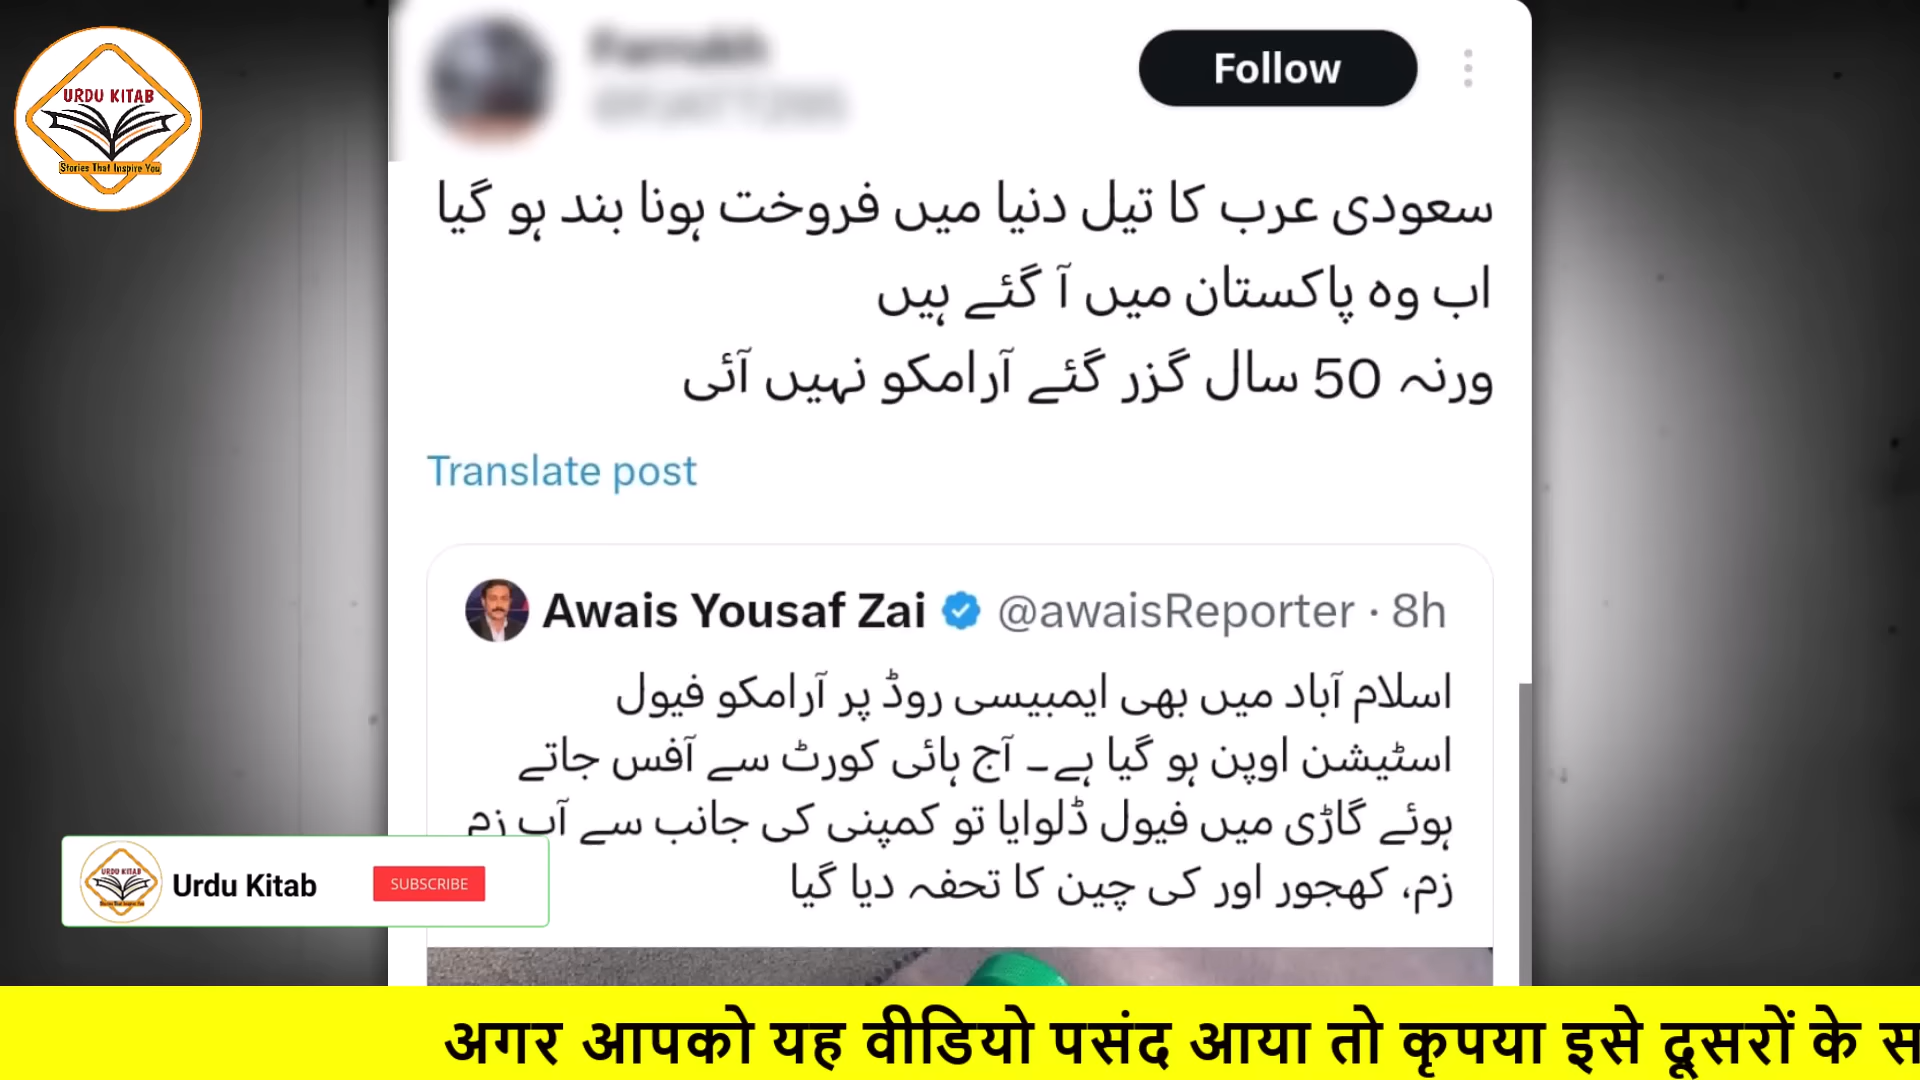 URDU KITAB
Stories That Inspire You
Follow
سعودی عرب کا تیل دنیا میں فروخت ہونا بند ہو گیا
اب وہ پاکستان میں آ گئے ہیں
ورنہ 50 سال گزر گئے آرامکو نہیں آئی
Translate post
Awais Yousaf Zai @awaisReporter · 8h
اسلام آباد میں بھی ایمبیسی روڈ پر آرامکو فیول
اسٹیشن اوپن ہو گیا ہے۔ آج ہائی کورٹ سے آفس جاتے
ہوئے گاڑی میں فیول ڈلوایا تو کمپنی کی جانب سے آب زم
زم، کھجور اور کی چین کا تحفہ دیا گیا
URDU KITAB
Urdu Kitab
SUBSCRIBE
अगर आपको यह वीडियो पसंद आया तो कृपया इसे दूसरों के स